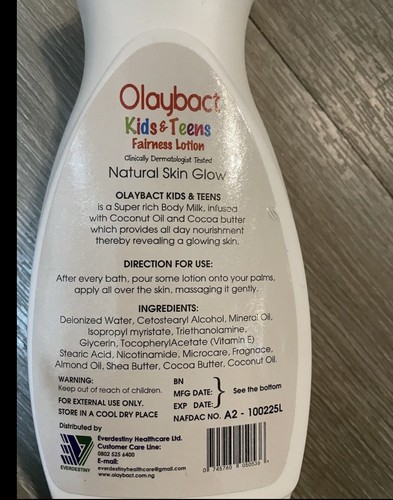 Olaybact
Kids & Teens
Fairness Lotion
Clinically Dermatologist Tested
Natural Skin Glow
OLAYBACT KIDS & TEENS
is a Super rich Body Milk, infused
with Coconut Oil and Cocoa butter
which provides all day nourishment
thereby revealing a glowing skin.
DIRECTION FOR USE:
After every bath, pour some lotion onto your palms,
apply all over the skin, massaging it gently.
INGREDIENTS:
Deionized Water, Cetostearyl Alcohol, Mineral Oil,
Isopropyl myristate, Triethanolamine,
Glycerin, TocopherylAcetate (Vitamin E)
Stearic Acid, Nicotinamide, Microcare, Fragnace,
Almond Oil, Shea Butter, Cocoa Butter, Coconut Oil.
WARNING:
Keep out of reach of children.
FOR EXTERNAL USE ONLY.
STORE IN A COOL DRY PLACE
BN
MFG DATE:
EXP DATE:
See the bottom
NAFDAC NO. A2 - 100225L
Distributed by
EVERDESTINY
Everdestiny Healthcare Ltd.
Customer Care Line:
0802 525 6400
E-mail:
everdestinyhealthcare@gmail.com
www.olaybact.com.ng